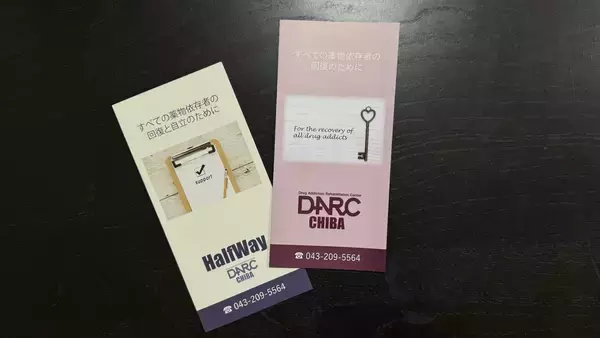 すべての薬物依存者の
回復と自立のために
support
HalfWay
DARC
CHIBA
☎ 043-209-5564
すべての薬物依存者の
回復のために
For the recovery of
all drug addicts
Drug Addiction Rehabilitation Center
DARC
CHIBA
☎ 043-209-5564